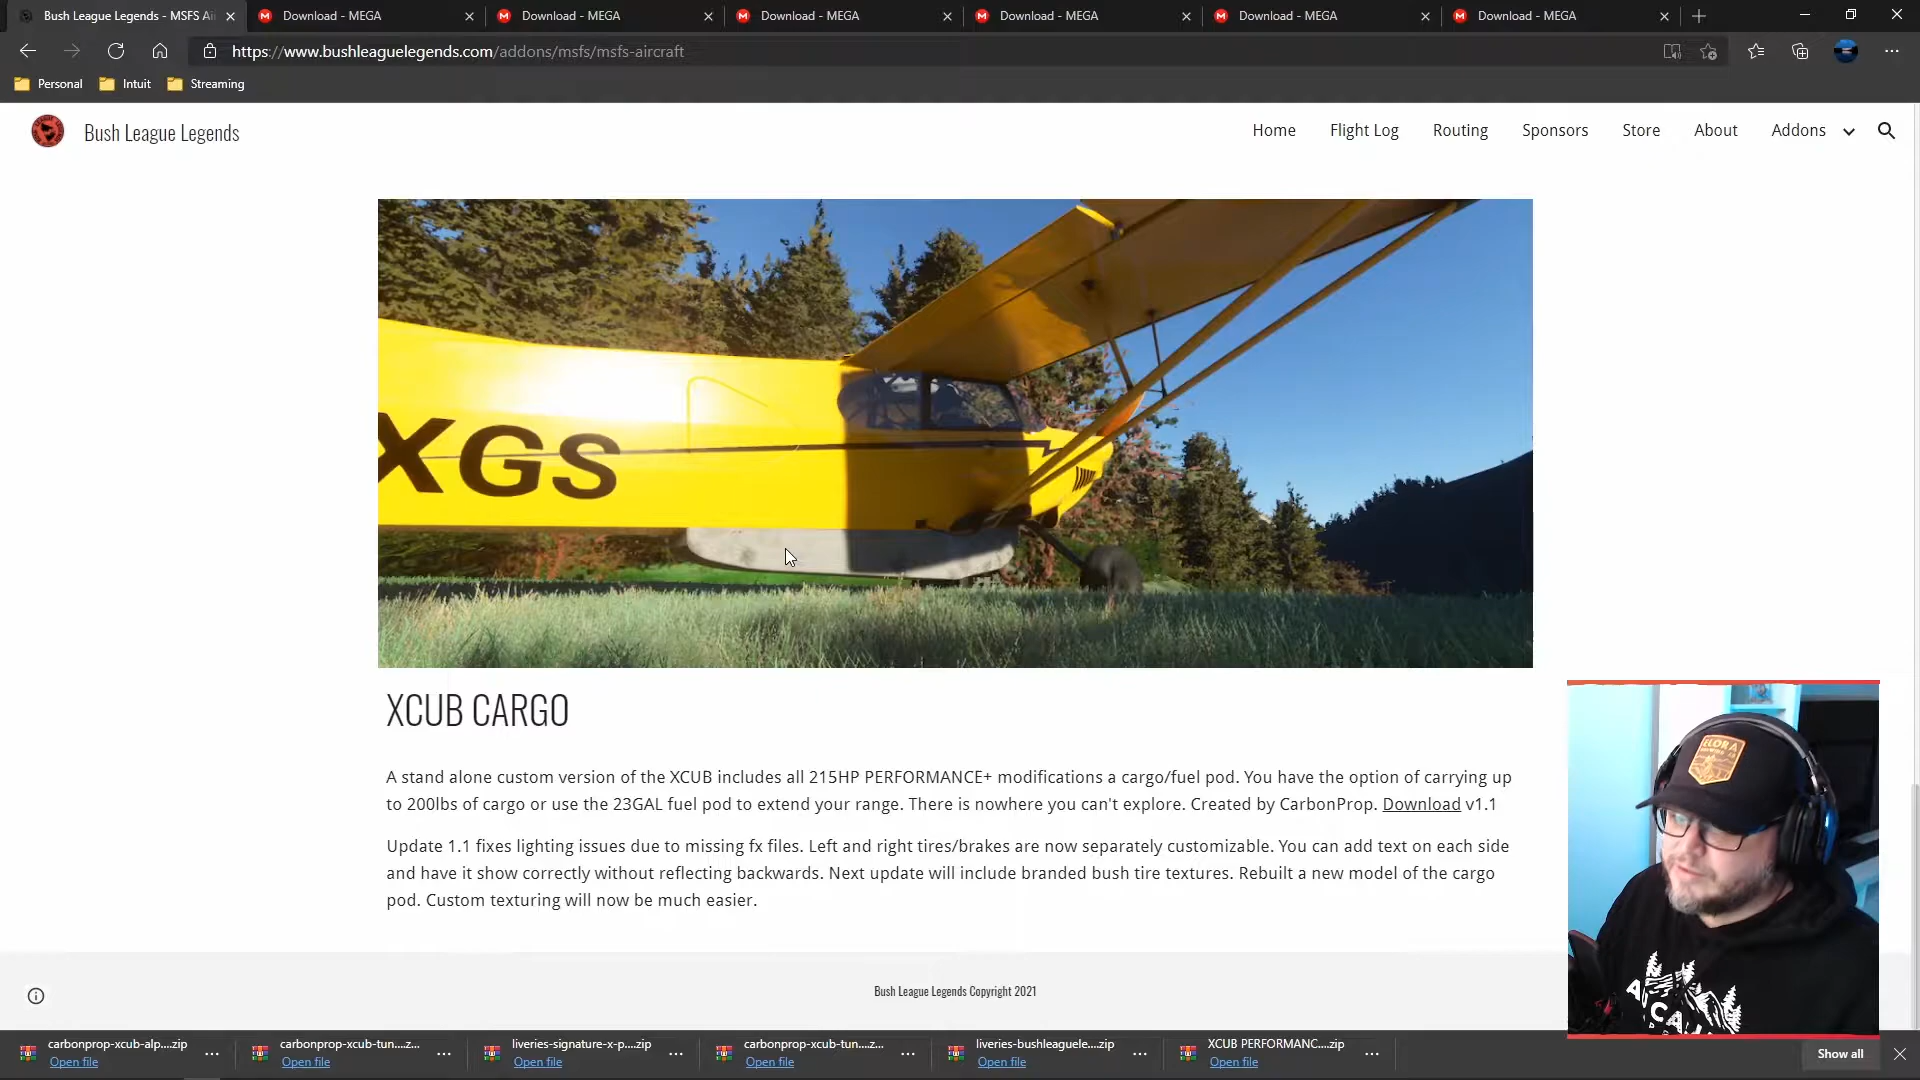 Bush League Legends - MSFS Ai
Download - MEGA
Download - MEGA
Download - MEGA
Download - MEGA
Download - MEGA
Download - MEGA
https://www.bushleaguelegends.com/addons/msfs/msfs-aircraft
Personal
Intuit
Streaming
Bush League Legends
Home
Flight Log
Routing
Sponsors
Store
About
Addons
XGS
XCUB CARGO
A stand alone custom version of the XCUB includes all 215HP PERFORMANCE+ modifications a cargo/fuel pod. You have the option of carrying up
to 200lbs of cargo or use the 23GAL fuel pod to extend your range. There is nowhere you can't explore. Created by CarbonProp. Download v1.1
Update 1.1 fixes lighting issues due to missing fx files. Left and right tires/brakes are now separately customizable. You can add text on each side
and have it show correctly without reflecting backwards. Next update will include branded bush tire textures. Rebuilt a new model of the cargo
pod. Custom texturing will now be much easier.
Bush League Legends Copyright 2021
carbonprop-xcub-alp....zip
Open file
carbonprop-xcub-tun....z...
Open file
liveries-signature-x-p....zip
Open file
carbonprop-xcub-tun....z...
Open file
liveries-bushleaguele....zip
Open file
XCUB PERFORMANC....zip
Open file
Show all